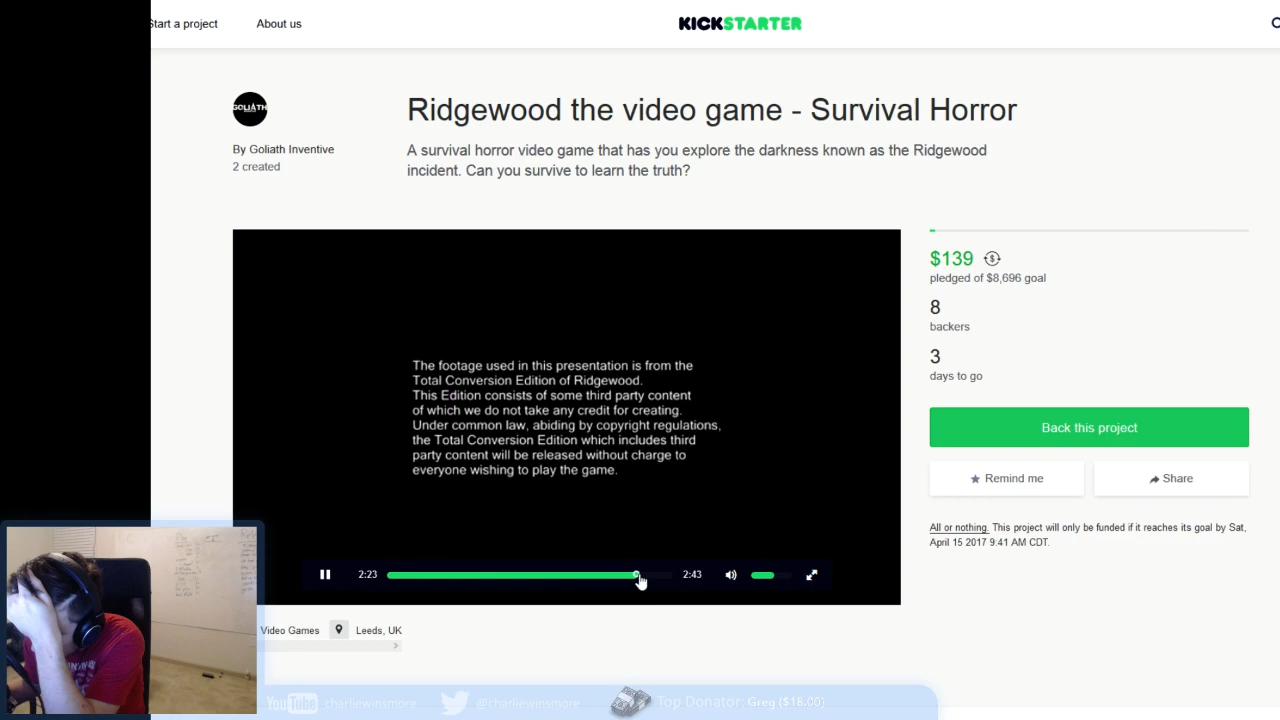 Start a project
About us
KICKSTARTER
GOLIATH
Ridgewood the video game - Survival Horror
By Goliath Inventive
2 created
A survival horror video game that has you explore the darkness known as the Ridgewood
incident. Can you survive to learn the truth?
The footage used in this presentation is from the
Total Conversion Edition of Ridgewood.
This Edition consists of some third party content
of which we do not take any credit for creating.
Under common law, abiding by copyright regulations,
the Total Conversion Edition which includes third
party content will be released without charge to
everyone wishing to play the game.
2:23
2:43
$139
pledged of $8,696 goal
8
backers
3
days to go
Back this project
Remind me
Share
All or nothing. This project will only be funded if it reaches its goal by Sat,
April 15 2017 9:41 AM CDT.
Video Games
Leeds, UK
YouTube charliewinsmore
@charliewinsmore
Top Donator: Greg ($18.00)